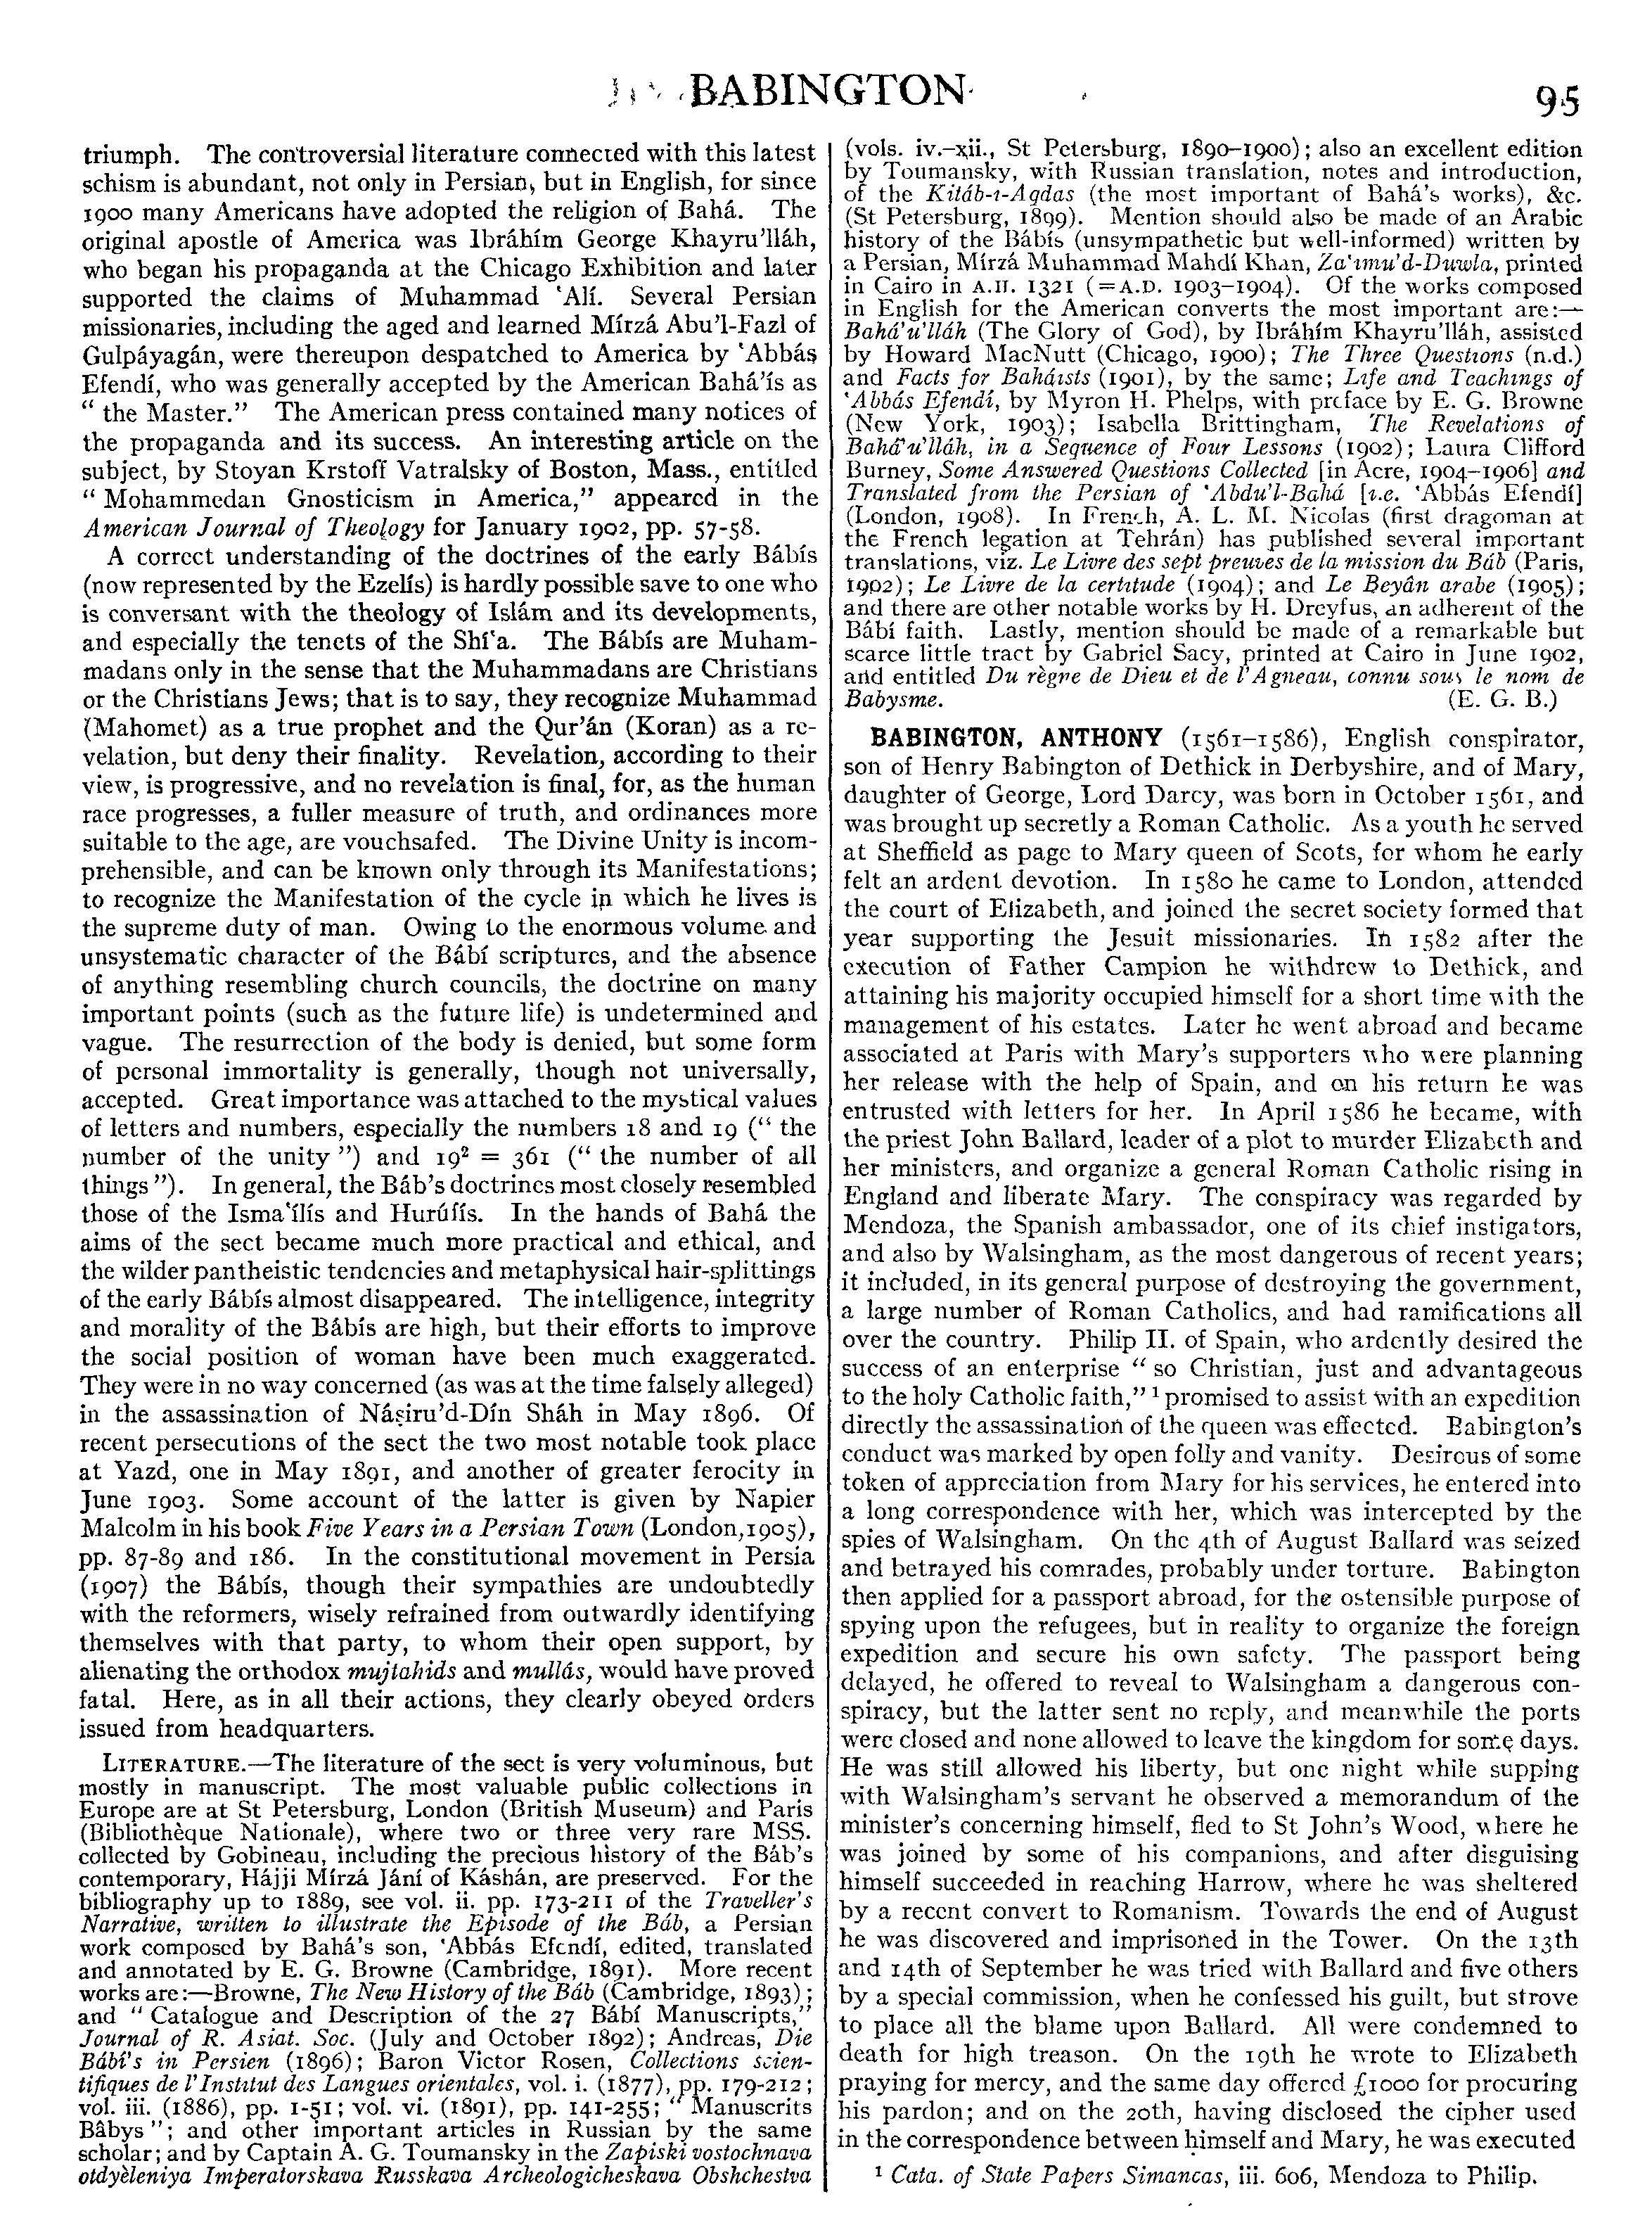 BABINGTON
95
triumph. The controversial literature connected with this latest
schism is abundant, not only in Persian, but in English, for since
1900 many Americans have adopted the religion of Bahá. The
original apostle of America was Ibráhím George Khayru’lláh,
who began his propaganda at the Chicago Exhibition and later
supported the claims of Muhammad ‘Alí. Several Persian
missionaries, including the aged and learned Mírzá Abu’l-Fazl of
Gulpáyagán, were thereupon despatched to America by ‘Abbás
Efendí, who was generally accepted by the American Bahá’ís as
“ the Master.” The American press contained many notices of
the propaganda and its success. An interesting article on the
subject, by Stoyan Krstoff Vatralsky of Boston, Mass., entitled
“ Mohammedan Gnosticism in America,” appeared in the
American Journal of Theology for January 1902, pp. 57-58.
A correct understanding of the doctrines of the early Bábís
(now represented by the Ezelís) is hardly possible save to one who
is conversant with the theology of Islám and its developments,
and especially the tenets of the Shí‘a. The Bábís are Muham-
madans only in the sense that the Muhammadans are Christians
or the Christians Jews; that is to say, they recognize Muhammad
(Mahomet) as a true prophet and the Qur’án (Koran) as a re-
velation, but deny their finality. Revelation, according to their
view, is progressive, and no revelation is final, for, as the human
race progresses, a fuller measure of truth, and ordinances more
suitable to the age, are vouchsafed. The Divine Unity is incom-
prehensible, and can be known only through its Manifestations;
to recognize the Manifestation of the cycle in which he lives is
the supreme duty of man. Owing to the enormous volume and
unsystematic character of the Bábí scriptures, and the absence
of anything resembling church councils, the doctrine on many
important points (such as the future life) is undetermined and
vague. The resurrection of the body is denied, but some form
of personal immortality is generally, though not universally,
accepted. Great importance was attached to the mystical values
of letters and numbers, especially the numbers 18 and 19 (“ the
number of the unity ”) and 19² = 361 (“ the number of all
things ”). In general, the Báb’s doctrines most closely resembled
those of the Isma‘ílís and Hurúfís. In the hands of Bahá the
aims of the sect became much more practical and ethical, and
the wilder pantheistic tendencies and metaphysical hair-splittings
of the early Bábís almost disappeared. The intelligence, integrity
and morality of the Bábís are high, but their efforts to improve
the social position of woman have been much exaggerated.
They were in no way concerned (as was at the time falsely alleged)
in the assassination of Náṣiru’d-Dín Sháh in May 1896. Of
recent persecutions of the sect the two most notable took place
at Yazd, one in May 1891, and another of greater ferocity in
June 1903. Some account of the latter is given by Napier
Malcolm in his book Five Years in a Persian Town (London, 1905),
pp. 87-89 and 186. In the constitutional movement in Persia
(1907) the Bábís, though their sympathies are undoubtedly
with the reformers, wisely refrained from outwardly identifying
themselves with that party, to whom their open support, by
alienating the orthodox mujtahids and mullás, would have proved
fatal. Here, as in all their actions, they clearly obeyed orders
issued from headquarters.
LITERATURE.—The literature of the sect is very voluminous, but
mostly in manuscript. The most valuable public collections in
Europe are at St Petersburg, London (British Museum) and Paris
(Bibliothèque Nationale), where two or three very rare MSS.
collected by Gobineau, including the precious history of the Báb’s
contemporary, Hájji Mírzá Jání of Káshán, are preserved. For the
bibliography up to 1889, see vol. ii. pp. 173-211 of the Traveller’s
Narrative, written to illustrate the Episode of the Báb, a Persian
work composed by Bahá’s son, ‘Abbás Efendí, edited, translated
and annotated by E. G. Browne (Cambridge, 1891). More recent
works are:—Browne, The New History of the Báb (Cambridge, 1893);
and “ Catalogue and Description of the 27 Bábí Manuscripts,”
Journal of R. Asiat. Soc. (July and October 1892); Andreas, Die
Bábí’s in Persien (1896); Baron Victor Rosen, Collections scien-
tifiques de l’Institut des Langues orientales, vol. i. (1877), pp. 179-212;
vol. iii. (1886), pp. 1-51; vol. vi. (1891), pp. 141-255; “ Manuscrits
Bâbys ”; and other important articles in Russian by the same
scholar; and by Captain A. G. Toumansky in the Zapiski vostochnava
otdyèleniya Imperatorskava Russkava Archeologicheskava Obshchestva
(vols. iv.–xii., St Petersburg, 1890–1900); also an excellent edition
by Toumansky, with Russian translation, notes and introduction,
of the Kitáb-i-Aqdas (the most important of Bahá’s works), &c.
(St Petersburg, 1899). Mention should also be made of an Arabic
history of the Bábís (unsympathetic but well-informed) written by
a Persian, Mírzá Muhammad Mahdí Khan, Za‘imu’d-Duwla, printed
in Cairo in A.H. 1321 (=A.D. 1903–1904). Of the works composed
in English for the American converts the most important are:—
Bahá’u’lláh (The Glory of God), by Ibráhím Khayru’lláh, assisted
by Howard MacNutt (Chicago, 1900); The Three Questions (n.d.)
and Facts for Baháists (1901), by the same; Life and Teachings of
‘Abbás Efendí, by Myron H. Phelps, with preface by E. G. Browne
(New York, 1903); Isabella Brittingham, The Revelations of
Bahá’u’lláh, in a Sequence of Four Lessons (1902); Laura Clifford
Burney, Some Answered Questions Collected [in Acre, 1904–1906] and
Translated from the Persian of ‘Abdu’l-Bahá [i.e. ‘Abbás Efendí]
(London, 1908). In French, A. L. M. Nicolas (first dragoman at
the French legation at Tehrán) has published several important
translations, viz. Le Livre des sept preuves de la mission du Báb (Paris,
1902); Le Livre de la certitude (1904); and Le Beyân arabe (1905);
and there are other notable works by H. Dreyfus, an adherent of the
Bábí faith. Lastly, mention should be made of a remarkable but
scarce little tract by Gabriel Sacy, printed at Cairo in June 1902,
and entitled Du règne de Dieu et de l’Agneau, connu sous le nom de
Babysme. (E. G. B.)
BABINGTON, ANTHONY (1561–1586), English conspirator,
son of Henry Babington of Dethick in Derbyshire, and of Mary,
daughter of George, Lord Darcy, was born in October 1561, and
was brought up secretly a Roman Catholic. As a youth he served
at Sheffield as page to Mary queen of Scots, for whom he early
felt an ardent devotion. In 1580 he came to London, attended
the court of Elizabeth, and joined the secret society formed that
year supporting the Jesuit missionaries. In 1582 after the
execution of Father Campion he withdrew to Dethick, and
attaining his majority occupied himself for a short time with the
management of his estates. Later he went abroad and became
associated at Paris with Mary’s supporters who were planning
her release with the help of Spain, and on his return he was
entrusted with letters for her. In April 1586 he became, with
the priest John Ballard, leader of a plot to murder Elizabeth and
her ministers, and organize a general Roman Catholic rising in
England and liberate Mary. The conspiracy was regarded by
Mendoza, the Spanish ambassador, one of its chief instigators,
and also by Walsingham, as the most dangerous of recent years;
it included, in its general purpose of destroying the government,
a large number of Roman Catholics, and had ramifications all
over the country. Philip II. of Spain, who ardently desired the
success of an enterprise “ so Christian, just and advantageous
to the holy Catholic faith,” ¹ promised to assist with an expedition
directly the assassination of the queen was effected. Babington’s
conduct was marked by open folly and vanity. Desirous of some
token of appreciation from Mary for his services, he entered into
a long correspondence with her, which was intercepted by the
spies of Walsingham. On the 4th of August Ballard was seized
and betrayed his comrades, probably under torture. Babington
then applied for a passport abroad, for the ostensible purpose of
spying upon the refugees, but in reality to organize the foreign
expedition and secure his own safety. The passport being
delayed, he offered to reveal to Walsingham a dangerous con-
spiracy, but the latter sent no reply, and meanwhile the ports
were closed and none allowed to leave the kingdom for some days.
He was still allowed his liberty, but one night while supping
with Walsingham’s servant he observed a memorandum of the
minister’s concerning himself, fled to St John’s Wood, where he
was joined by some of his companions, and after disguising
himself succeeded in reaching Harrow, where he was sheltered
by a recent convert to Romanism. Towards the end of August
he was discovered and imprisoned in the Tower. On the 13th
and 14th of September he was tried with Ballard and five others
by a special commission, when he confessed his guilt, but strove
to place all the blame upon Ballard. All were condemned to
death for high treason. On the 19th he wrote to Elizabeth
praying for mercy, and the same day offered £1000 for procuring
his pardon; and on the 20th, having disclosed the cipher used
in the correspondence between himself and Mary, he was executed
¹ Cata. of State Papers Simancas, iii. 606, Mendoza to Philip.